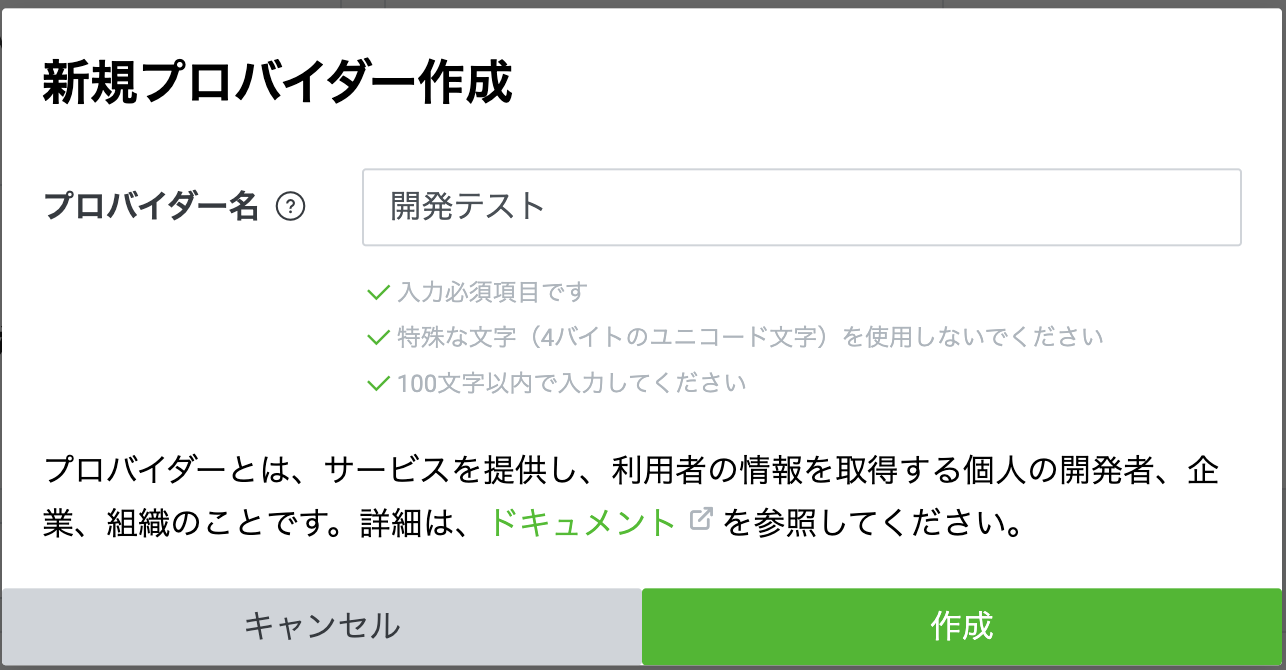 新規プロバイダー作成
プロバイダー名 ?
開発テスト
入力必須項目です
特殊な文字（4バイトのユニコード文字）を使用しないでください
100文字以内で入力してください
プロバイダーとは、サービスを提供し、利用者の情報を取得する個人の開発者、企
業、組織のことです。詳細は、ドキュメント を参照してください。
キャンセル
作成